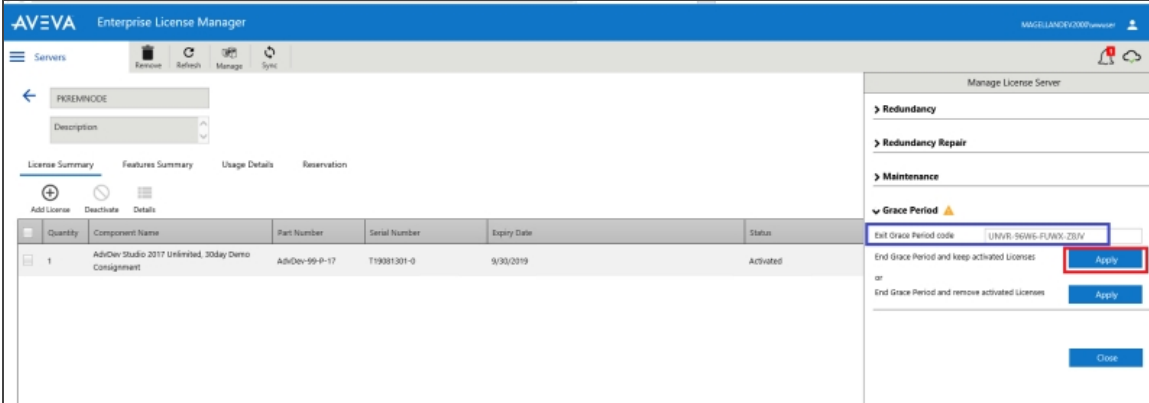 AVEVA Enterprise License Manager MAGELLANDEV2000\wwuser
Servers Remove Refresh Manage Sync
Manage License Server
PKREMNODE
Redundancy
Description
Redundancy Repair
License Summary Features Summary Usage Details Reservation
Maintenance
Add License Deactivate Details
Grace Period
Quantity Component Name Part Number Serial Number Expiry Date Status
Exit Grace Period code UNVR-96W6-FUWX-ZIUV
1 AdvDev Studio 2017 Unlimited, 30day Demo
Consignment AdvDev-99-P-17 T19081301-0 9/30/2019 Activated
End Grace Period and keep activated Licenses Apply
or
End Grace Period and remove activated Licenses Apply
Close